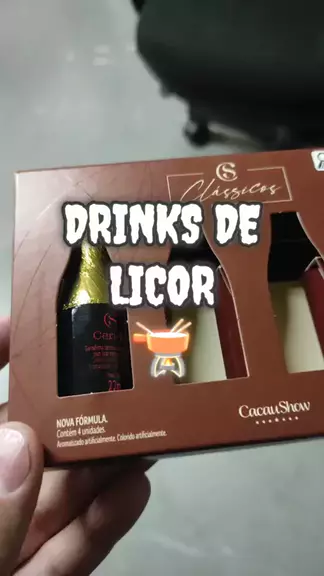 CS
Clássicos
DRINKS DE
LICOR
NOVA FÓRMULA.
Contém 4 unidades.
Aromatizado artificialmente. Colorido artificialmente.
CacauShow